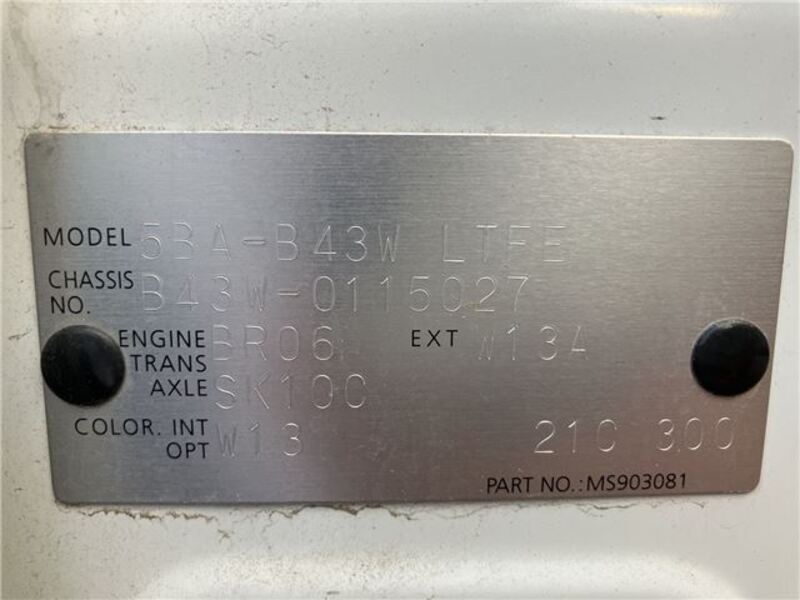 MODEL 5BA-B43W LTFE
CHASSIS NO. B43W-0115027
ENGINE BR06 EXT W13A
TRANS
AXLE SK10C
COLOR. INT W13 21C 300
OPT
PART NO.: MS903081